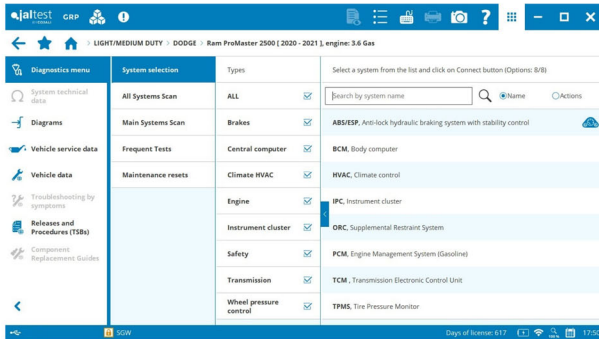 jaltest GRP
LIGHT/MEDIUM DUTY > DODGE > Ram ProMaster 2500 [ 2020 - 2021 ], engine: 3.6 Gas
Diagnostics menu
System technical
data
Diagrams
Vehicle service data
Vehicle data
Troubleshooting by
symptoms
Releases and
Procedures (TSBs)
Component
Replacement Guides
System selection
All Systems Scan
Main Systems Scan
Frequent Tests
Maintenance resets
Types
ALL
Brakes
Central computer
Climate HVAC
Engine
Instrument cluster
Safety
Transmission
Wheel pressure
control
Select a system from the list and click on Connect button (Options: 8/8)
Search by system name
Name
Actions
ABS/ESP, Anti-lock hydraulic braking system with stability control
BCM, Body computer
HVAC, Climate control
IPC, Instrument cluster
ORC, Supplemental Restraint System
PCM, Engine Management System (Gasoline)
TCM , Transmission Electronic Control Unit
TPMS, Tire Pressure Monitor
SGW
Days of license: 617
17:50